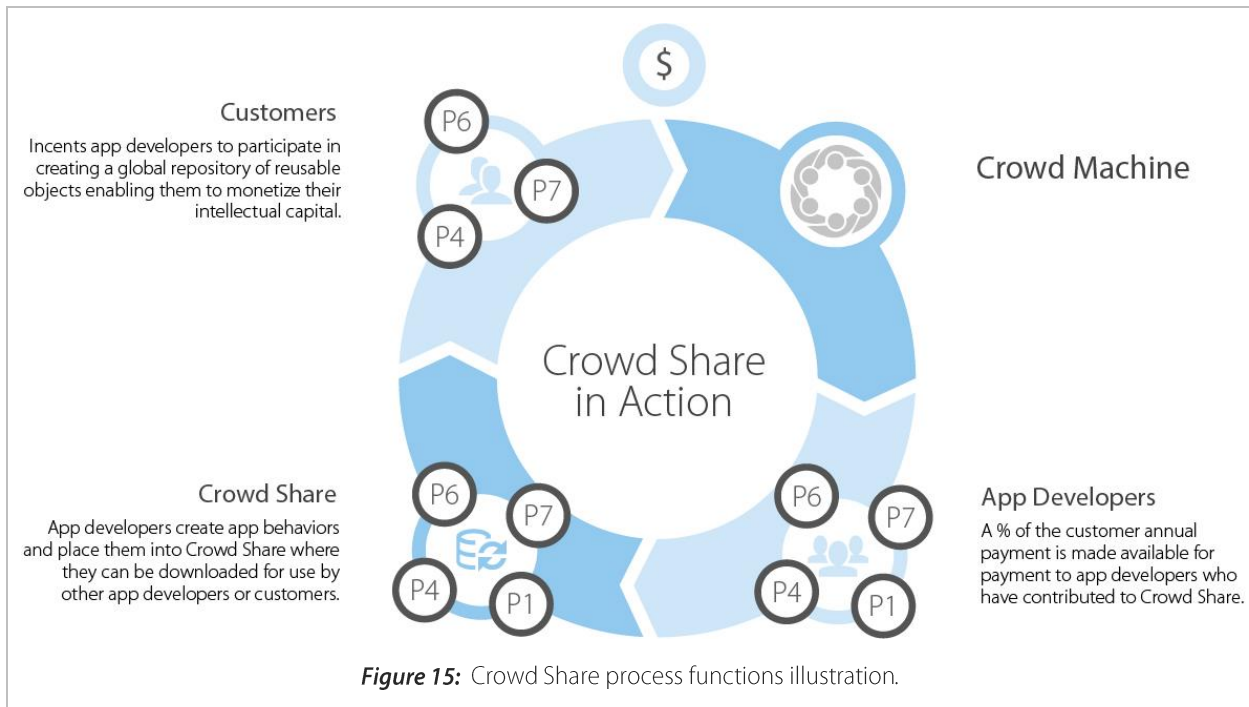 $
Customers
Incents app developers to participate in
creating a global repository of reusable
objects enabling them to monetize their
intellectual capital.
P6
P7
P4
Crowd Machine
Crowd Share
in Action
Crowd Share
App developers create app behaviors
and place them into Crowd Share where
they can be downloaded for use by
other app developers or customers.
P6
P7
P4
P1
P6
P7
P4
P1
App Developers
A % of the customer annual
payment is made available for
payment to app developers who
have contributed to Crowd Share.
Figure 15: Crowd Share process functions illustration.